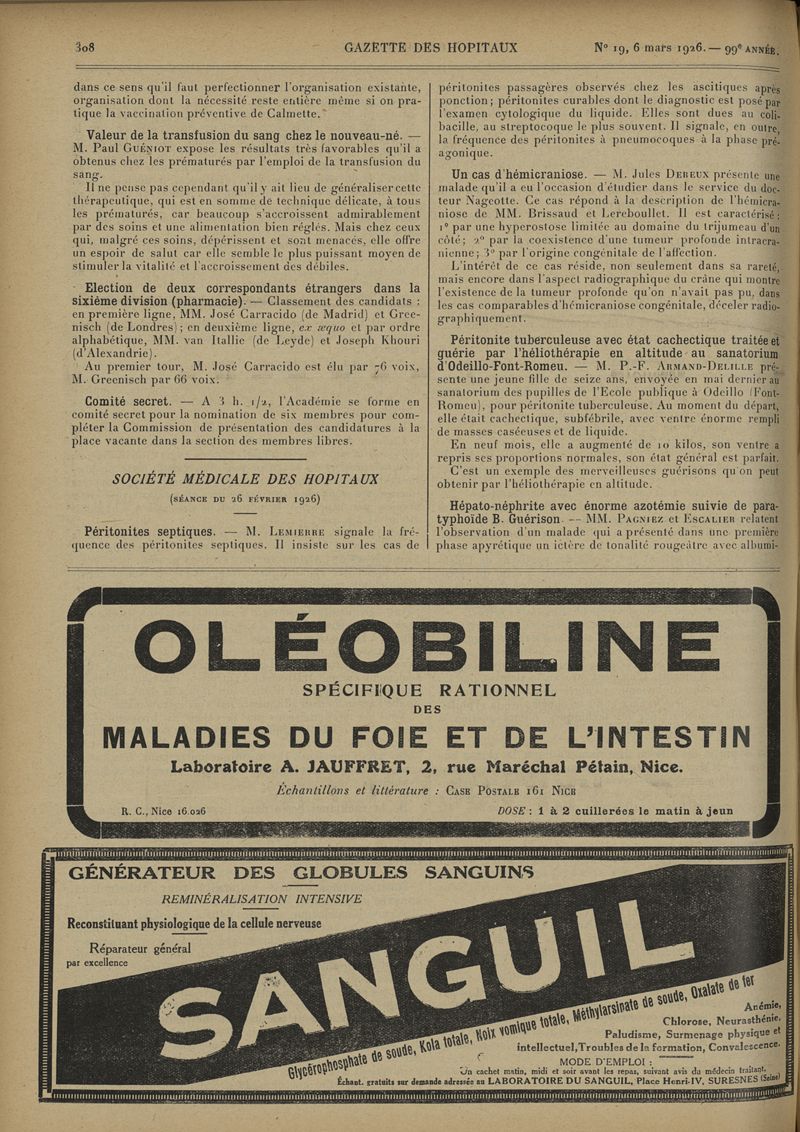 308 GAZETTE DES HOPITAUX N° 19, 6 mars 1926. — 99e ANNÉE.
dans ce sens qu'il faut perfectionner l'organisation existante,
organisation dont la nécessité reste entière même si on pra-
tique la vaccination préventive de Calmette.
Valeur de la transfusion du sang chez le nouveau-né. —
M. Paul GUÉNIOT expose les résultats très favorables qu'il a
obtenus chez les prématurés par l'emploi de la transfusion du
sang.
Il ne pense pas cependant qu'il y ait lieu de généraliser cette
thérapeutique, qui est en somme de technique délicate, à tous
les prématurés, car beaucoup s'accroissent admirablement
par des soins et une alimentation bien réglés. Mais chez ceux
qui, malgré ces soins, dépérissent et sont menacés, elle offre
un espoir de salut car elle semble le plus puissant moyen de
stimuler la vitalité et l'accroissement des débiles.
Election de deux correspondants étrangers dans la
sixième division (pharmacie). — Classement des candidats :
en première ligne, MM. José Carracido (de Madrid) et Gree-
nisch (de Londres); en deuxième ligne, ex æquo et par ordre
alphabétique, MM. van Itallie (de Leyde) et Joseph Khouri
(d'Alexandrie).
Au premier tour, M. José Carracido est élu par 76 voix,
M. Greenisch par 66 voix.
Comité secret. — A 3 h. 1/2, l'Académie se forme en
comité secret pour la nomination de six membres pour com-
pléter la Commission de présentation des candidatures à la
place vacante dans la section des membres libres.
SOCIÉTÉ MÉDICALE DES HOPITAUX
(SÉANCE DU 26 FÉVRIER 1926)
Péritonites septiques. — M. LEMIERRE signale la fré-
quence des péritonites septiques. Il insiste sur les cas de
péritonites passagères observés chez les ascitiques après
ponction; péritonites curables dont le diagnostic est posé par
l'examen cytologique du liquide. Elles sont dues au coli-
bacille, au streptocoque le plus souvent. Il signale, en outre,
la fréquence des péritonites à pneumocoques à la phase pré-
agonique.
Un cas d'hémicraniose. — M. Jules DEREUX présente une
malade qu'il a eu l'occasion d'étudier dans le service du doc-
teur Nageotte. Ce cas répond à la description de l'hémicra-
niose de MM. Brissaud et Lereboullet. Il est caractérisé :
1° par une hyperostose limitée au domaine du trijumeau d'un
côté; 2° par la coexistence d'une tumeur profonde intracra-
nienne; 3° par l'origine congénitale de l'affection.
L'intérêt de ce cas réside, non seulement dans sa rareté,
mais encore dans l'aspect radiographique du crâne qui montre
l'existence de la tumeur profonde qu'on n'avait pas pu, dans
les cas comparables d'hémicraniose congénitale, déceler radio-
graphiquement.
Péritonite tuberculeuse avec état cachectique traitée et
guérie par l'héliothérapie en altitude au sanatorium
d'Odeillo-Font-Romeu. — M. P.-F. ARMAND-DELILLE pré-
sente une jeune fille de seize ans, envoyée en mai dernier au
sanatorium des pupilles de l'Ecole publique à Odeillo (Font-
Romeu), pour péritonite tuberculeuse. Au moment du départ,
elle était cachectique, subfébrile, avec ventre énorme rempli
de masses caséeuses et de liquide.
En neuf mois, elle a augmenté de 10 kilos, son ventre a
repris ses proportions normales, son état général est parfait.
C'est un exemple des merveilleuses guérisons qu'on peut
obtenir par l'héliothérapie en altitude.
Hépato-néphrite avec énorme azotémie suivie de para-
typhoïde B. Guérison. — MM. PAGNIEZ et ESCALIER relatent
l'observation d'un malade qui a présenté dans une première
phase apyrétique un ictère de tonalité rougeâtre avec albumi-
OLÉOBILINE
SPÉCIFIQUE RATIONNEL
DES
MALADIES DU FOIE ET DE L'INTESTIN
Laboratoire A. JAUFFRET, 2, rue Maréchal Pétain, Nice.
Échantillons et littérature : CASE POSTALE 161 NICE
R. C., Nice 16.026 DOSE : 1 à 2 cuillerées le matin à jeun
GÉNÉRATEUR DES GLOBULES SANGUINS
REMINÉRALISATION INTENSIVE
Reconstituant physiologique de la cellule nerveuse
Réparateur général
par excellence
SANGUIL
Glycérophosphate de soude, Kola totale, Noix vomique totale, Méthylarsinate de soude, Oxalate de fer
Anémie,
Chlorose, Neurasthénie,
Paludisme, Surmenage physique et
intellectuel, Troubles de la formation, Convalescence.
MODE D'EMPLOI :
Un cachet matin, midi et soir avant les repas, suivant avis du médecin traitant.
Échant. gratuits sur demande adressée au LABORATOIRE DU SANGUIL, Place Henri-IV, SURESNES (Seine)